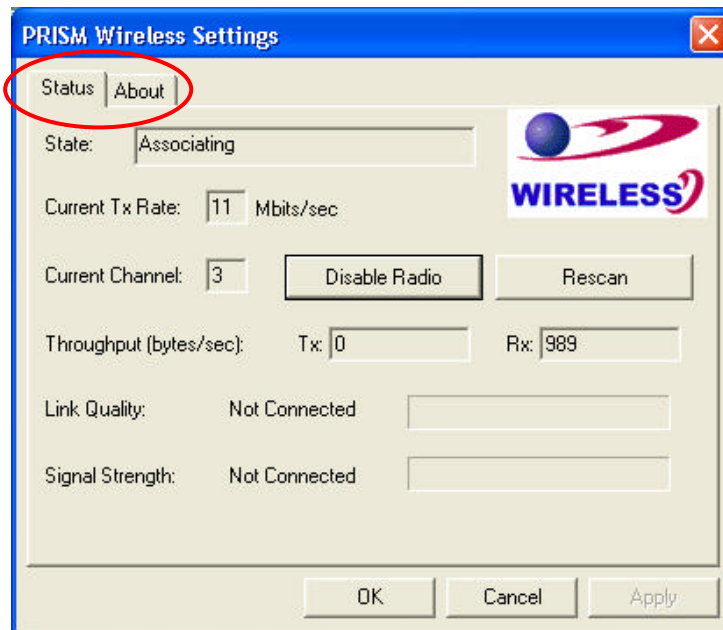 PRISM Wireless Settings
Status About
State: Associating
WIRELESS
Current Tx Rate: 11 Mbits/sec
Current Channel: 3 Disable Radio Rescan
Throughput (bytes/sec): Tx: 0 Rx: 989
Link Quality: Not Connected
Signal Strength: Not Connected
OK Cancel Apply